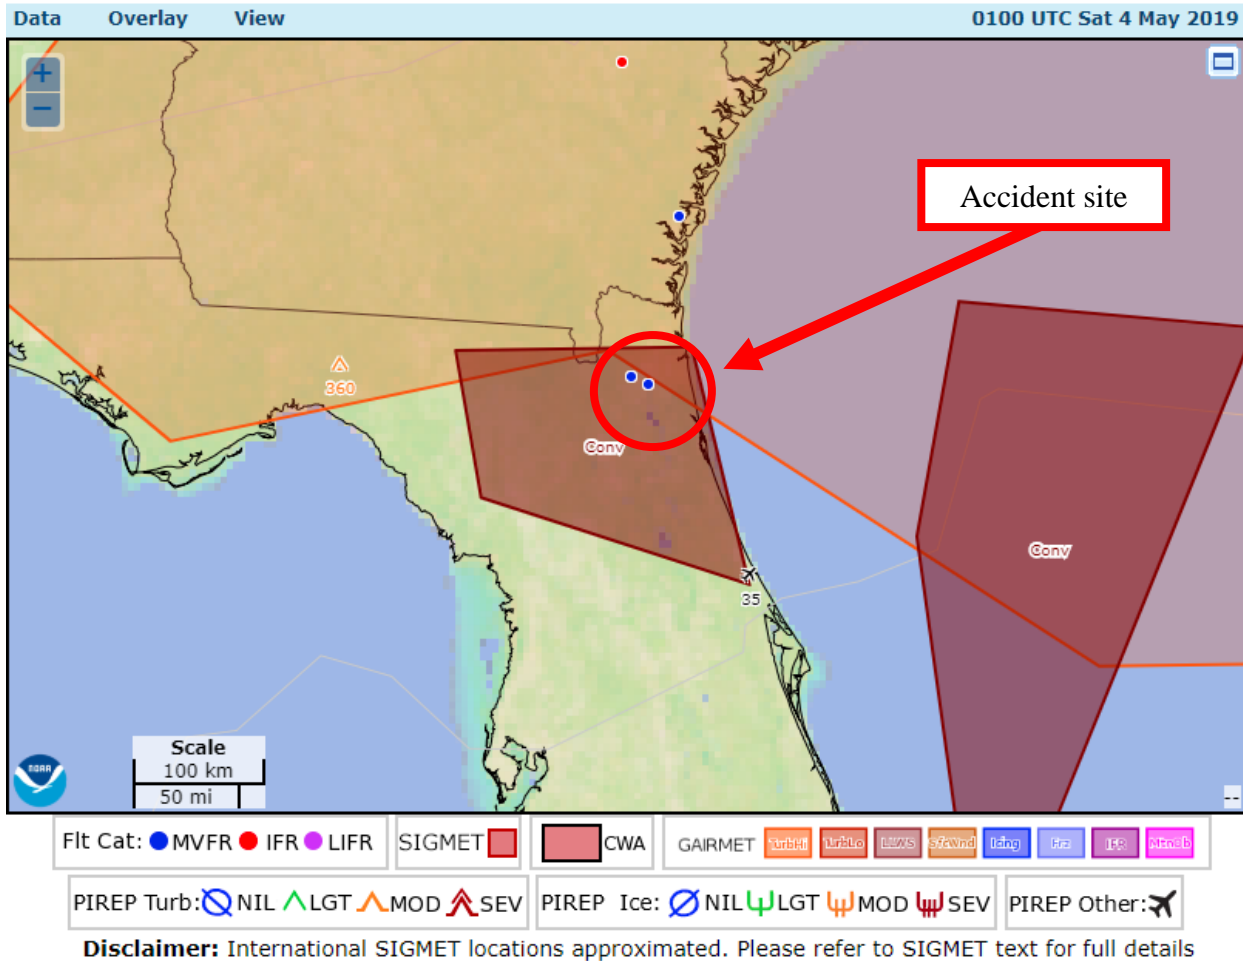 Data Overlay View 0100 UTC Sat 4 May 2019
+
−
Accident site
360
Conv
Conv
35
Scale
100 km
50 mi
NOAA
--
Flt Cat: MVFR IFR LIFR SIGMET CWA GAIRMET TurbHi TurbLo LLWS SfcWnd Icing Frz IFR MtnOb
PIREP Turb: NIL LGT MOD SEV PIREP Ice: NIL LGT MOD SEV PIREP Other:
Disclaimer: International SIGMET locations approximated. Please refer to SIGMET text for full details